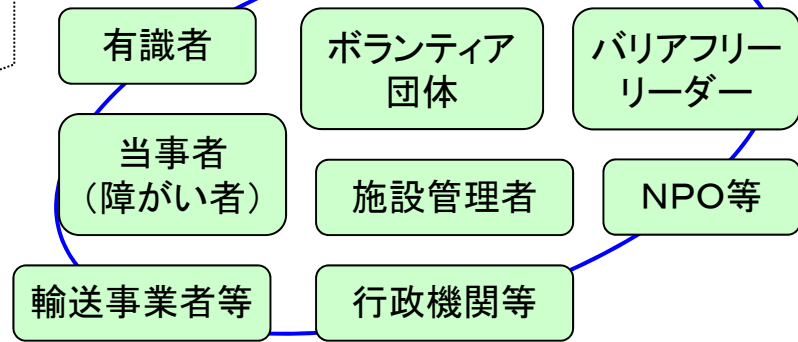 有識者
ボランティア
団体
バリアフリー
リーダー
当事者
（障がい者）
施設管理者
ＮＰＯ等
輸送事業者等
行政機関等